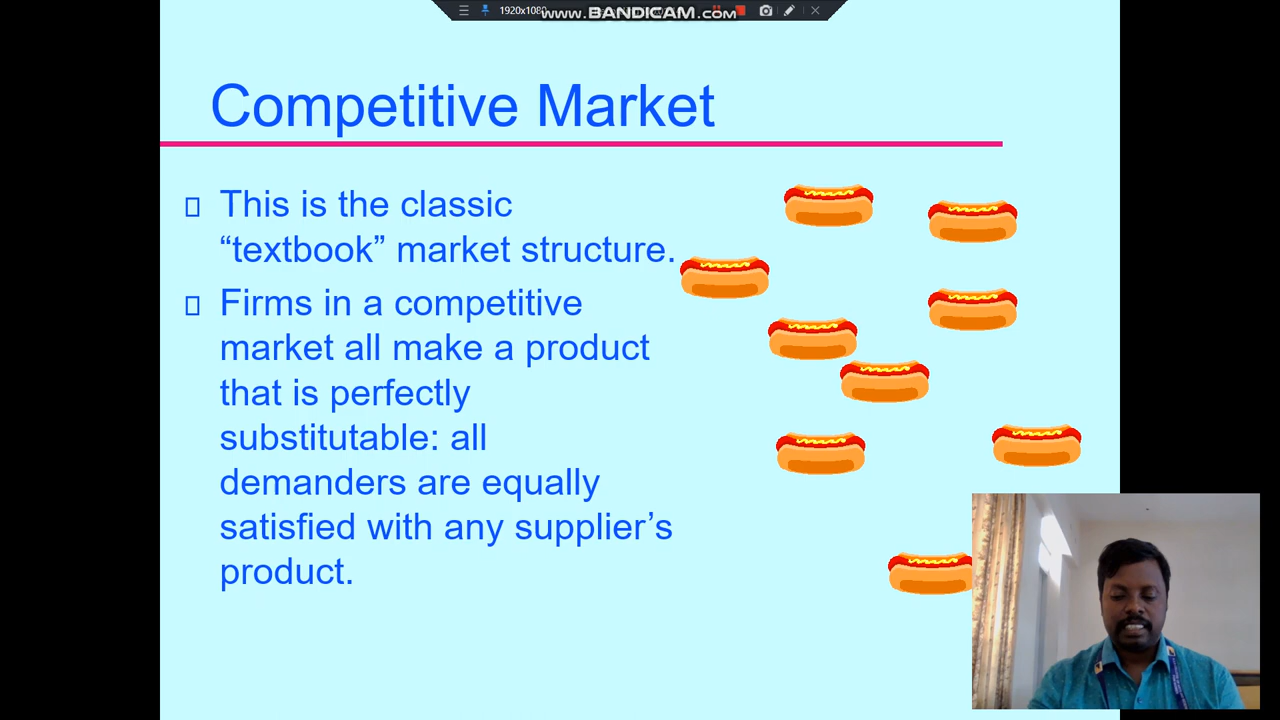 1920x1080
www.BANDICAM.com
Competitive Market
This is the classic
“textbook” market structure.
Firms in a competitive
market all make a product
that is perfectly
substitutable: all
demanders are equally
satisfied with any supplier’s
product.